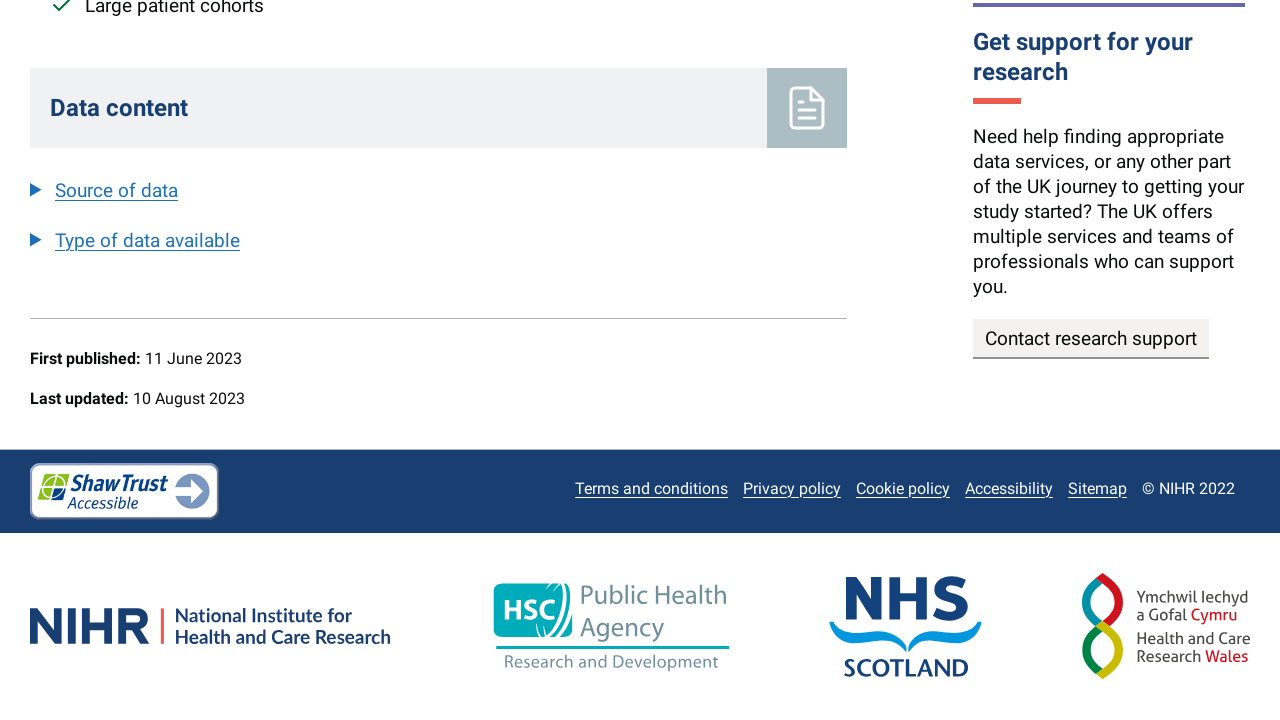 Large patient cohorts
Data content
Source of data
Type of data available
First published: 11 June 2023
Last updated: 10 August 2023
Get support for your
research
Need help finding appropriate
data services, or any other part
of the UK journey to getting your
study started? The UK offers
multiple services and teams of
professionals who can support
you.
Contact research support
Shaw Trust
Accessible
Terms and conditions Privacy policy Cookie policy Accessibility Sitemap © NIHR 2022
NIHR | National Institute for
Health and Care Research
HSC Public Health
Agency
Research and Development
NHS
SCOTLAND
Ymchwil Iechyd
a Gofal Cymru
Health and Care
Research Wales